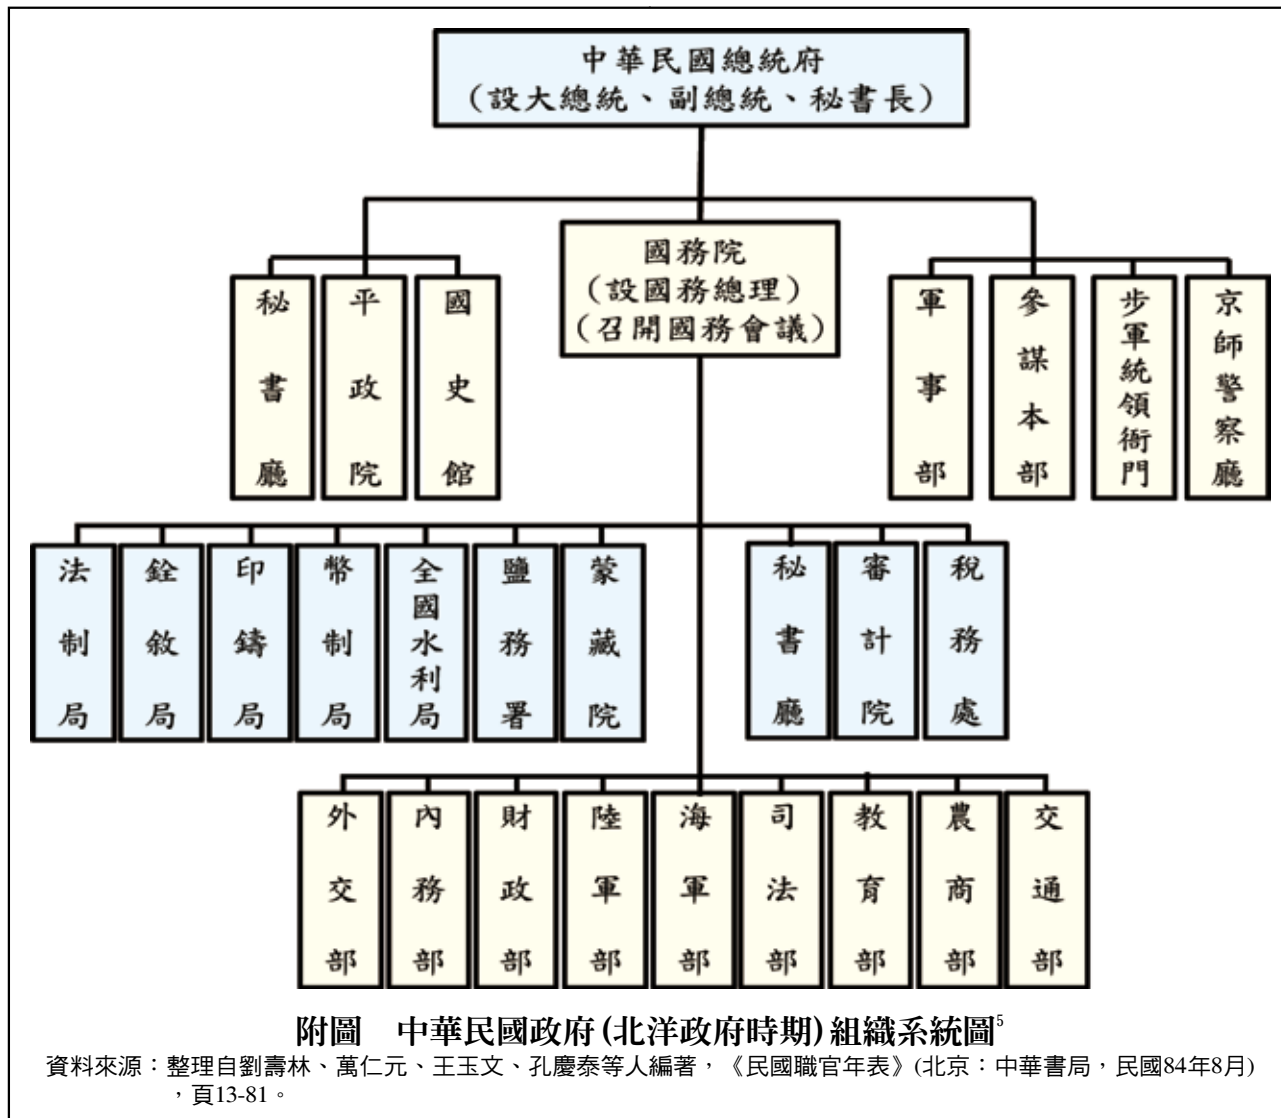 中華民國總統府
(設大總統、副總統、秘書長)
國務院
(設國務總理)
(召開國務會議)
秘書廳
平政院
國史館
軍事部
參謀本部
步軍統領衙門
京師警察廳
法制局
銓敘局
印鑄局
幣制局
全國水利局
鹽務署
蒙藏院
秘書廳
審計院
稅務處
外交部
內務部
財政部
陸軍部
海軍部
司法部
教育部
農商部
交通部
附圖 中華民國政府(北洋政府時期)組織系統圖5
資料來源：整理自劉壽林、萬仁元、王玉文、孔慶泰等人編著，《民國職官年表》(北京：中華書局，民國84年8月)
，頁13-81。